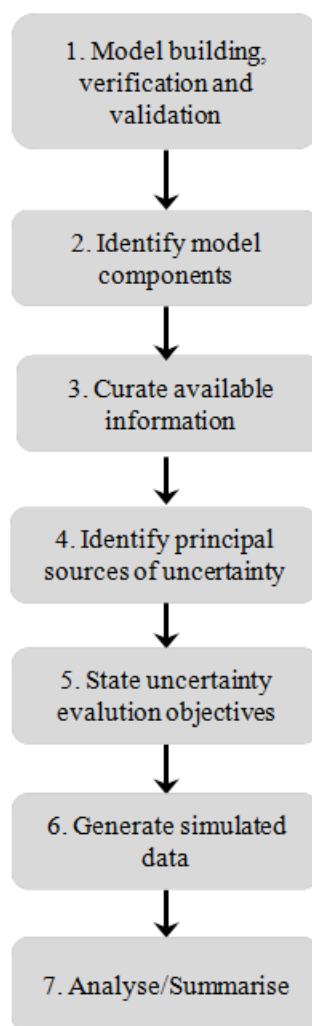 1. Model building,
verification and
validation
2. Identify model
components
3. Curate available
information
4. Identify principal
sources of uncertainty
5. State uncertainty
evalution objectives
6. Generate simulated
data
7. Analyse/Summarise